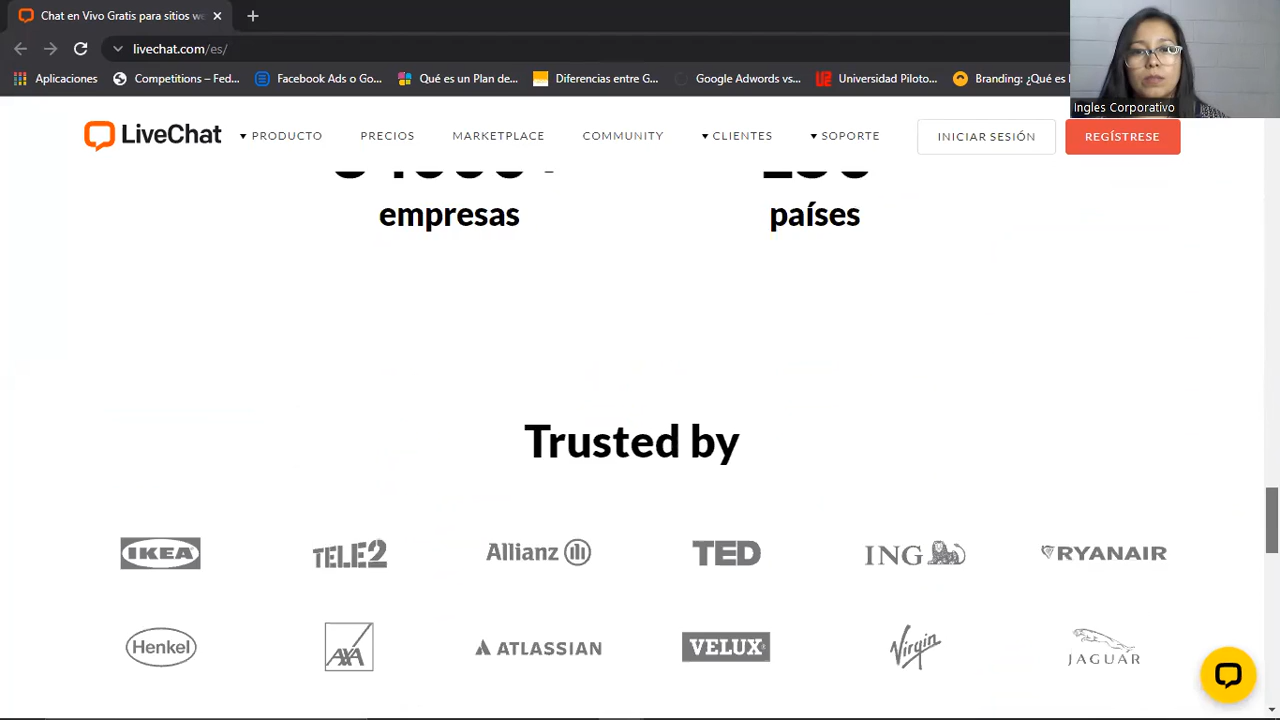 Chat en Vivo Gratis para sitios we
livechat.com/es/
Aplicaciones
Competitions – Fed...
Facebook Ads o Go...
Qué en un Plan de...
Diferencias entre G...
Google Adwords vs...
Universidad Piloto...
Branding: ¿Qué es
Ingles Corporativo
LiveChat
PRODUCTO
PRECIOS
MARKETPLACE
COMMUNITY
CLIENTES
SOPORTE
INICIAR SESIÓN
REGÍSTRESE
empresas
países
Trusted by
IKEA
TELE2
Allianz
TED
ING
RYANAIR
Henkel
AXA
ATLASSIAN
VELUX
Virgin
JAGUAR